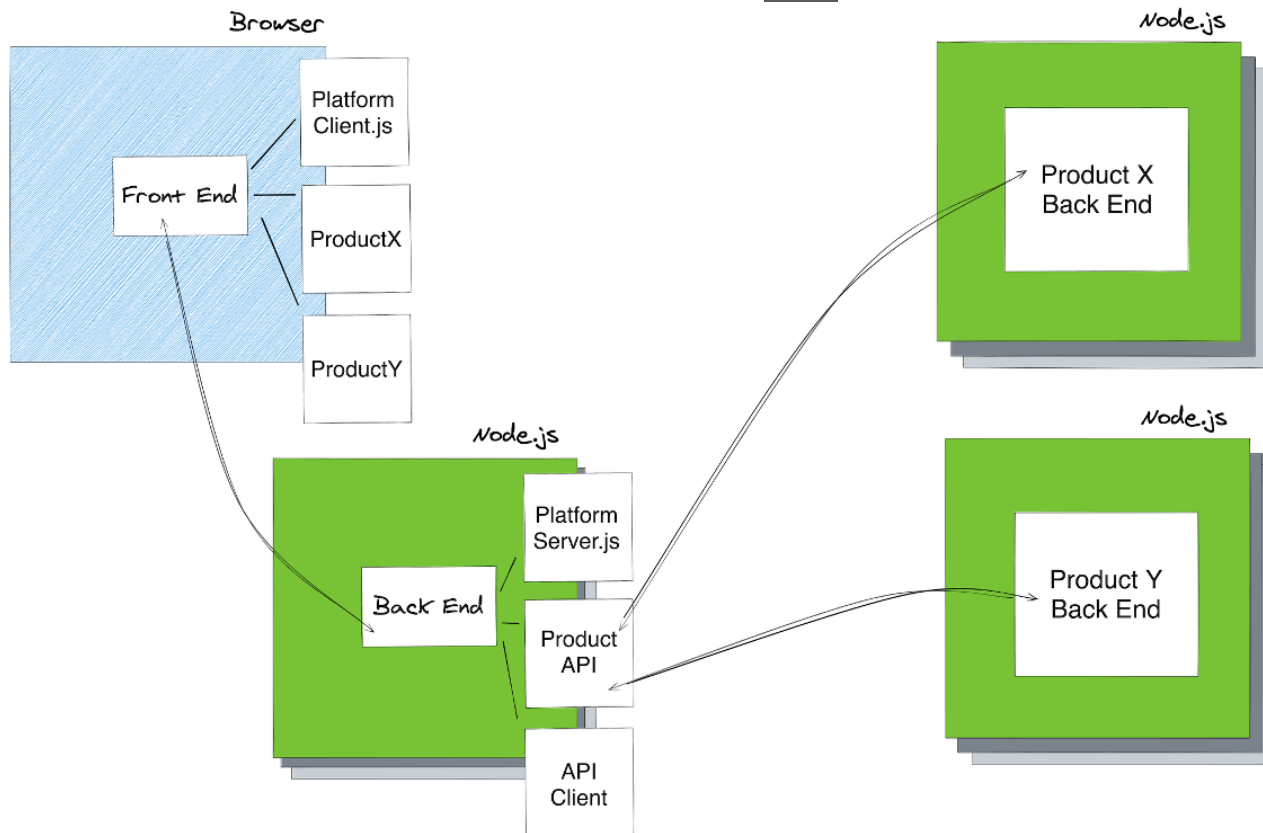 Browser
Platform
Client.js
Front End
ProductX
ProductY
Node.js
Platform
Server.js
Back End
Product
API
API
Client
Node.js
Product X
Back End
Node.js
Product Y
Back End